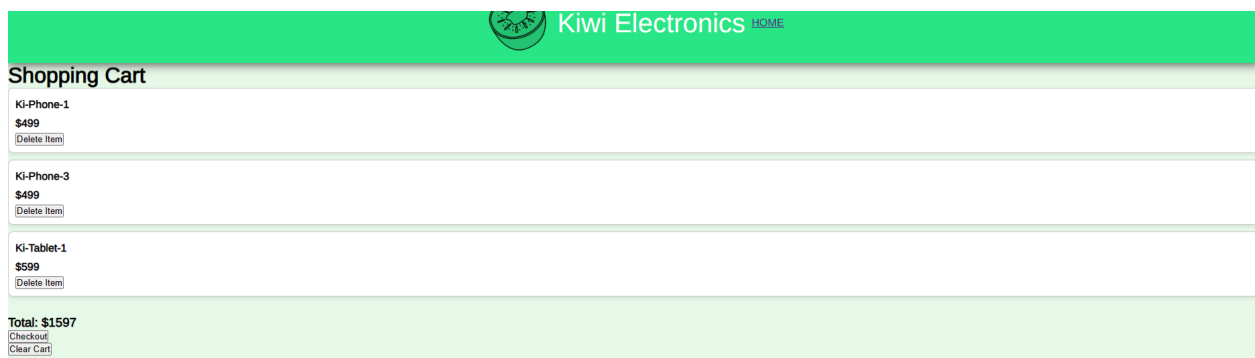 Kiwi Electronics HOME
Shopping Cart
Ki-Phone-1
$499
Delete Item
Ki-Phone-3
$499
Delete Item
Ki-Tablet-1
$599
Delete Item
Total: $1597
Checkout
Clear Cart